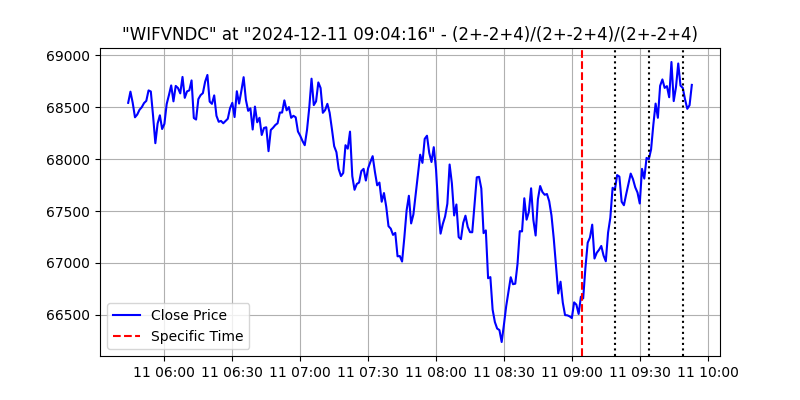 "WIFVNDC" at "2024-12-11 09:04:16" - (2+-2+4)/(2+-2+4)/(2+-2+4)
69000
68500
68000
67500
67000
66500
Close Price
Specific Time
11 06:00 11 06:30 11 07:00 11 07:30 11 08:00 11 08:30 11 09:00 11 09:30 11 10:00